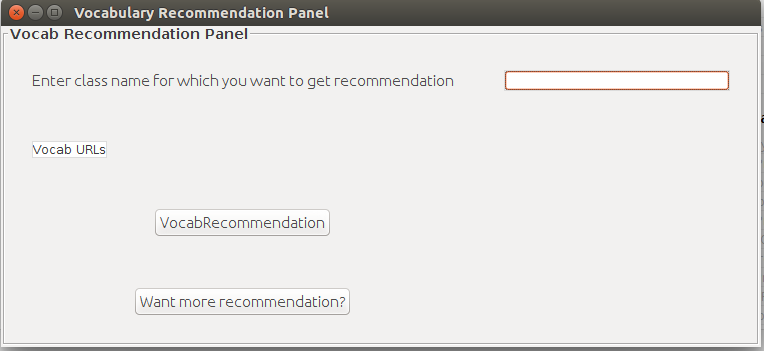 Vocabulary Recommendation Panel
Vocab Recommendation Panel
Enter class name for which you want to get recommendation
Vocab URLs
VocabRecommendation
Want more recommendation?